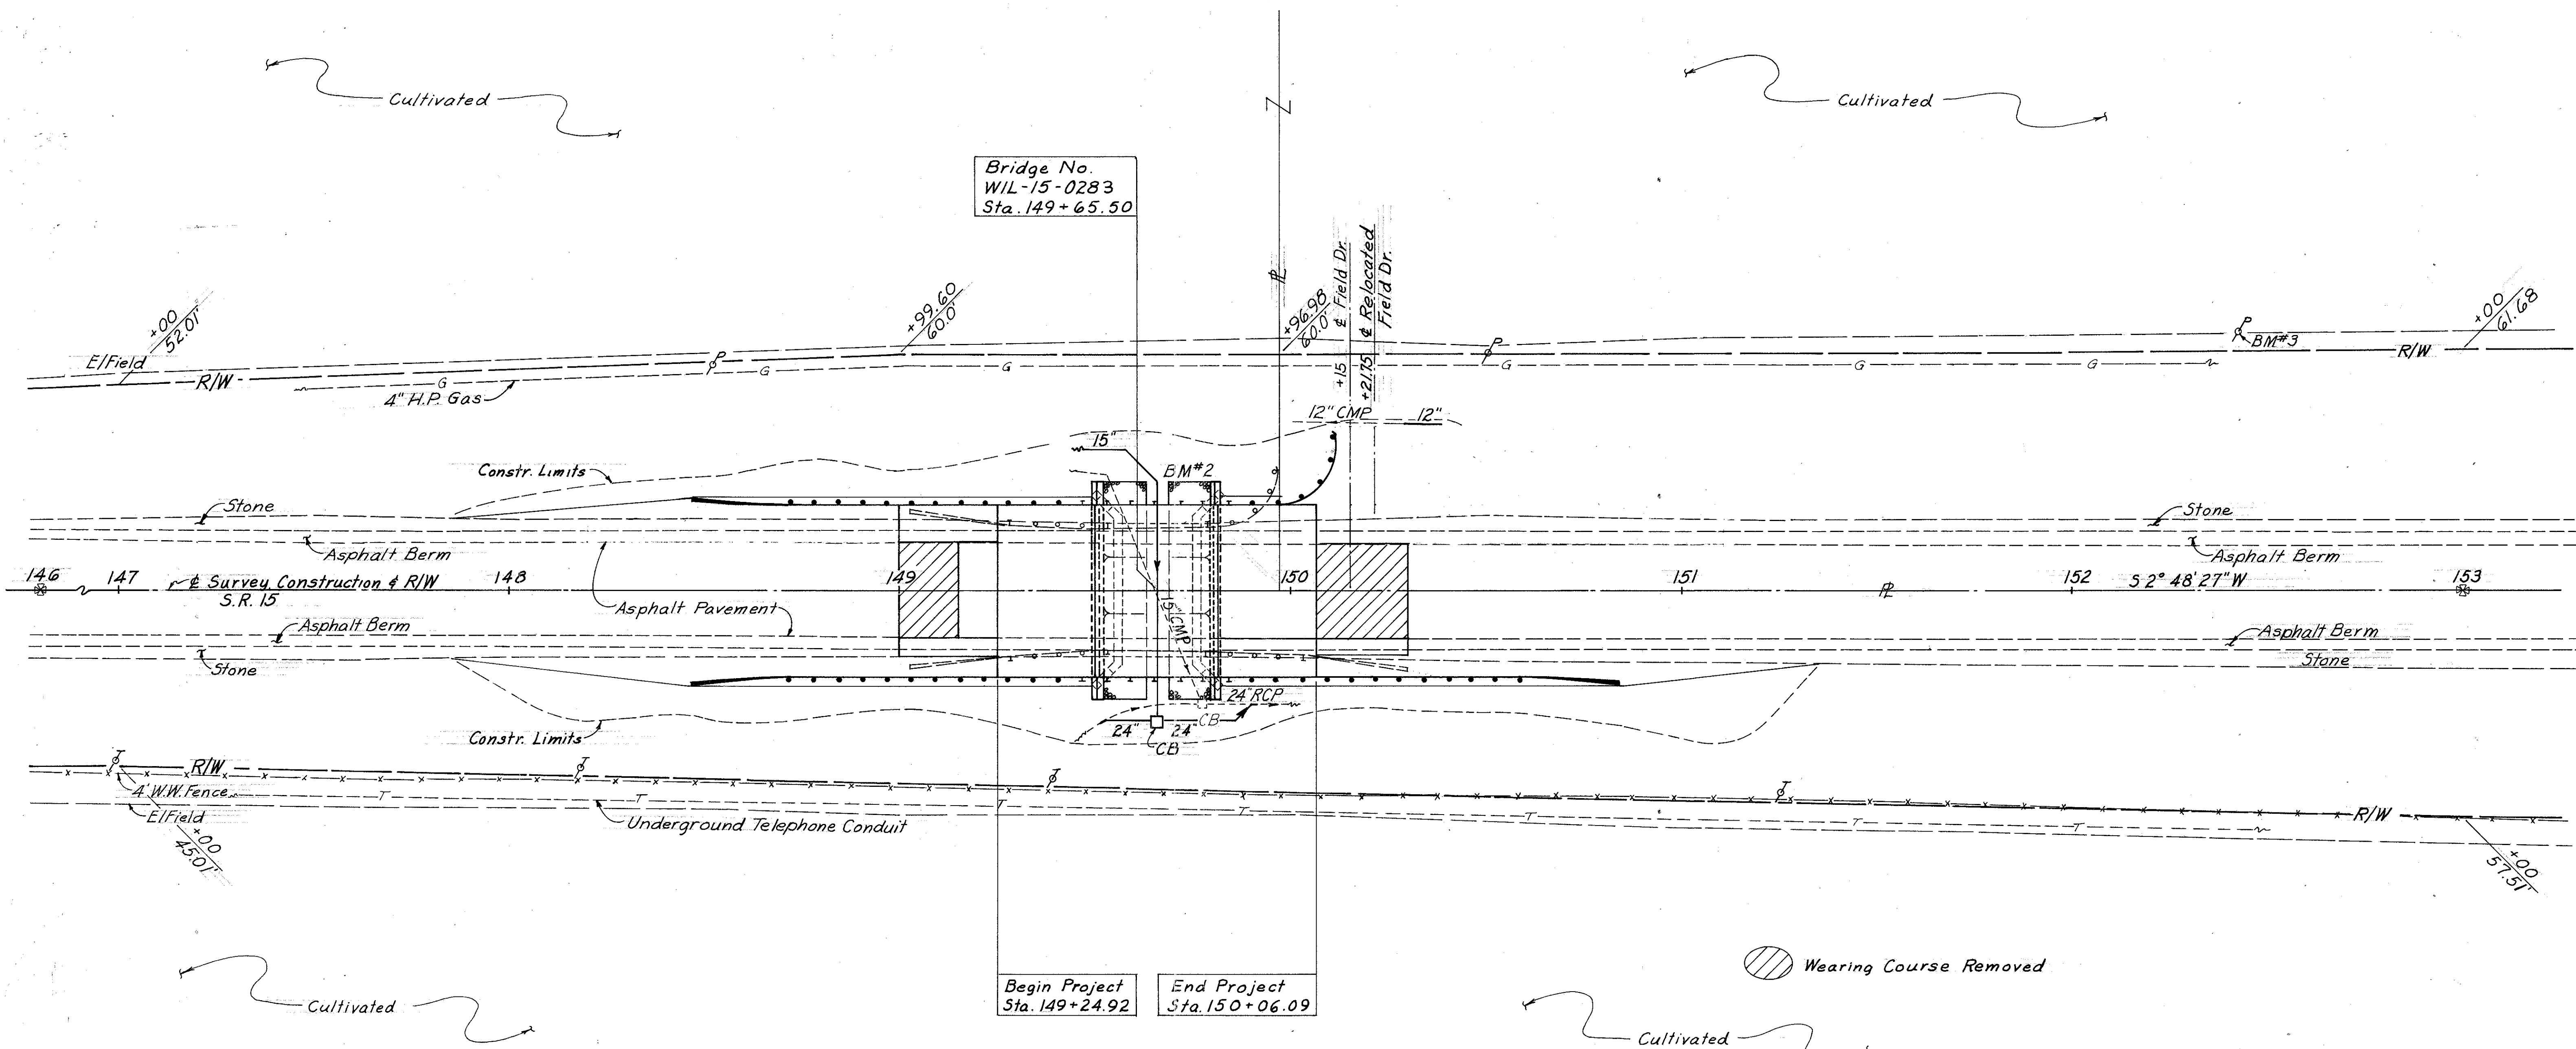 Cultivated
Cultivated
Z
Bridge No.
WIL-15-0283
Sta. 149+65.50
+00
52.01'
+99.60
60.0'
P̵L
+96.98
60.0'
+15 ℄ Field Dr.
+21.75 ℄ Relocated
Field Dr.
+00
61.68
E/Field
R/W
P
G
G
G
P
G
G
G
P
BM#3
R/W
4" H.P. Gas
12" CMP
12"
15"
BM#2
Constr. Limits
Stone
Stone
Asphalt Berm
Asphalt Berm
146
147
℄ Survey, Construction & R/W
S.R. 15
148
149
150
151
P̵L
152
S 2° 48' 27" W
153
Asphalt Pavement
15" CMP
Asphalt Berm
Asphalt Berm
Stone
Stone
24" RCP
CB
24"
24"
CB
Constr. Limits
R/W
T
T
T
T
4' W.W. Fence
E/Field
T
T
T
T
T
T
T
R/W
Underground Telephone Conduit
+00
45.01'
+00
57.51'
Wearing Course Removed
Begin Project
Sta. 149+24.92
End Project
Sta. 150+06.09
Cultivated
Cultivated